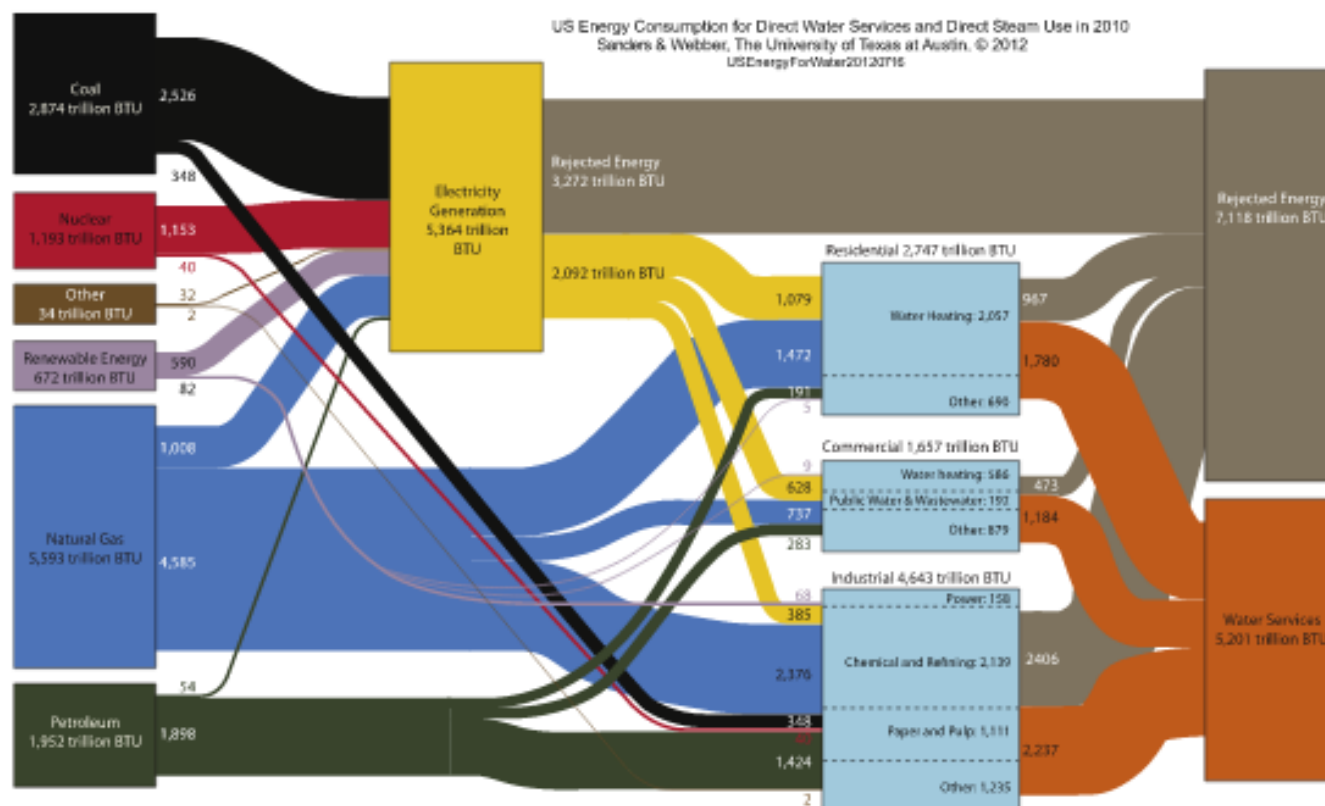 US Energy Consumption for Direct Water Services and Direct Steam Use in 2010
Sanders & Webber, The University of Texas at Austin, © 2012
USEnergyForWater20120716
Coal
2,874 trillion BTU
2,526
348
Nuclear
1,193 trillion BTU
1,153
40
Other
34 trillion BTU
32
2
Renewable Energy
672 trillion BTU
590
82
Natural Gas
5,593 trillion BTU
1,008
4,585
Petroleum
1,952 trillion BTU
54
1,898
Electricity
Generation
5,364 trillion
BTU
Rejected Energy
3,272 trillion BTU
2,092 trillion BTU
Residential 2,747 trillion BTU
1,079
1,472
191
5
Water Heating: 2,057
Other: 690
967
1,780
Commercial 1,657 trillion BTU
9
628
737
283
Water heating: 586
Public Water & Wastewater: 192
Other: 879
473
1,184
Industrial 4,643 trillion BTU
68
385
2,376
348
40
1,424
2
Power: 158
Chemical and Refining: 2,139
Paper and Pulp: 1,111
Other: 1,235
2406
2,237
Rejected Energy
7,118 trillion BTU
Water Services
5,201 trillion BTU